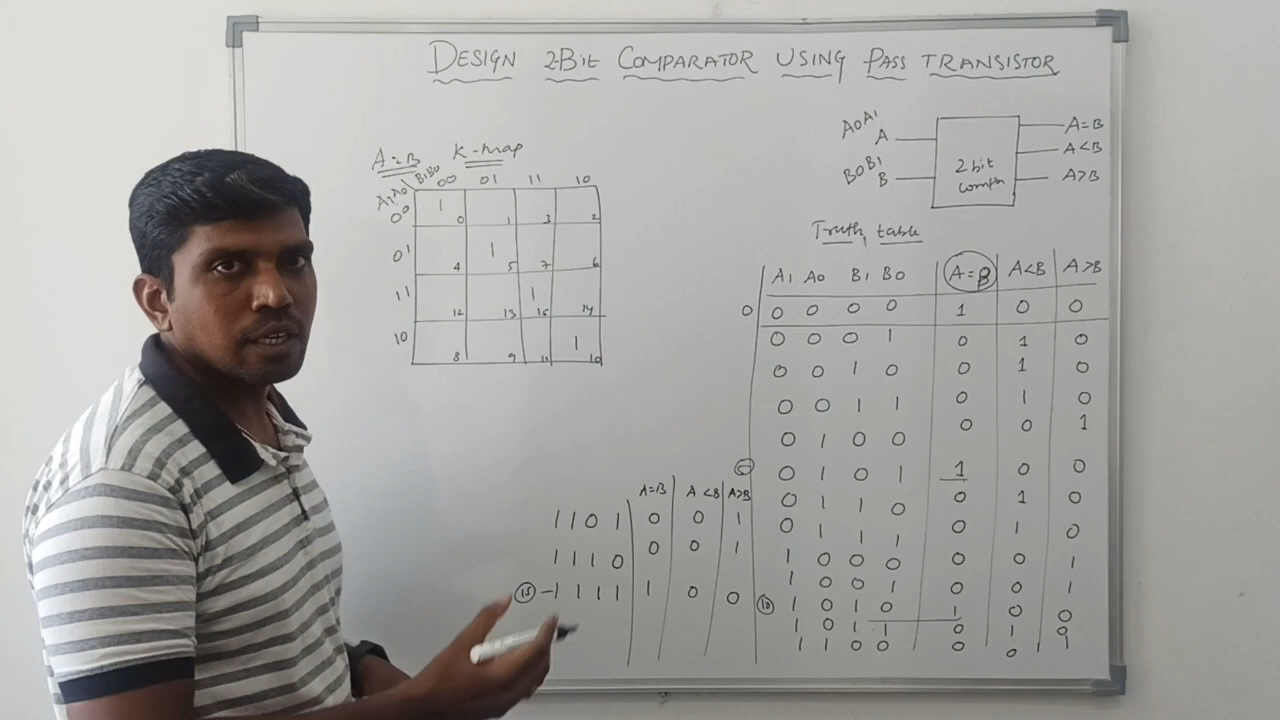 DESIGN 2-Bit COMPARATOR USING PASS TRANSISTOR
A=B K-map
A1A0 B1B0 00 01 11 10
00 1 0 1 3 2
01 4 1 5 7 6
11 12 13 1 15 14
10 8 9 11 1 10
A0A1 A A=B
A<B
B0B1 B A>B
2 bit
compr
Truth table
A1 A0 B1 B0 A=B A<B A>B
0 0 0 0 0 1 0 0
0 0 0 1 0 1 0
0 0 1 0 0 1 0
0 0 1 1 0 1 0
0 1 0 0 0 0 1
5 0 1 0 1 1 0 0
0 1 1 0 0 1 0
0 1 1 1 0 1 0
1 0 0 0 0 0 1
1 0 0 1 0 0 1
10 1 0 1 0 1 0 0
1 0 1 1 0 1 0
1 1 0 0 0 0 1
A=B A<B A>B
1 1 0 1 0 0 1
1 1 1 0 0 0 1
15 - 1 1 1 1 1 0 0